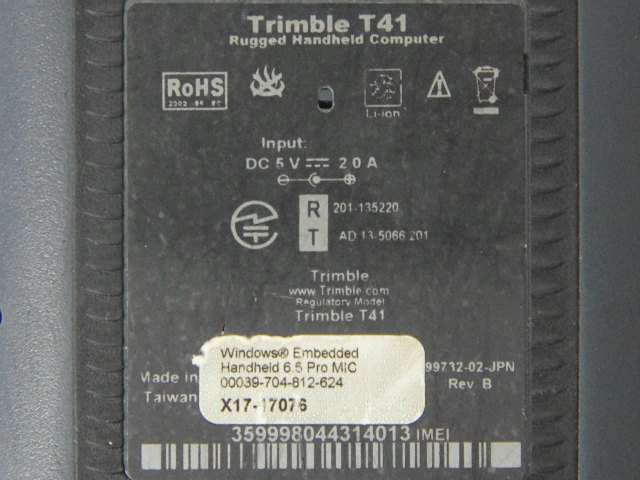 Trimble T41
Rugged Handheld Computer
RoHS
2002 95 EC
Li-ion
Input:
DC 5 V 2.0 A
R 201-135220
T AD 13-5066 201
Trimble
www.Trimble.com
Regulatory Model
Trimble T41
Windows® Embedded
Handheld 6.5 Pro MIC
00039-704-812-624
X17-17076
Made in
Taiwan
99732-02-JPN
Rev. B
359998044314013 IMEI